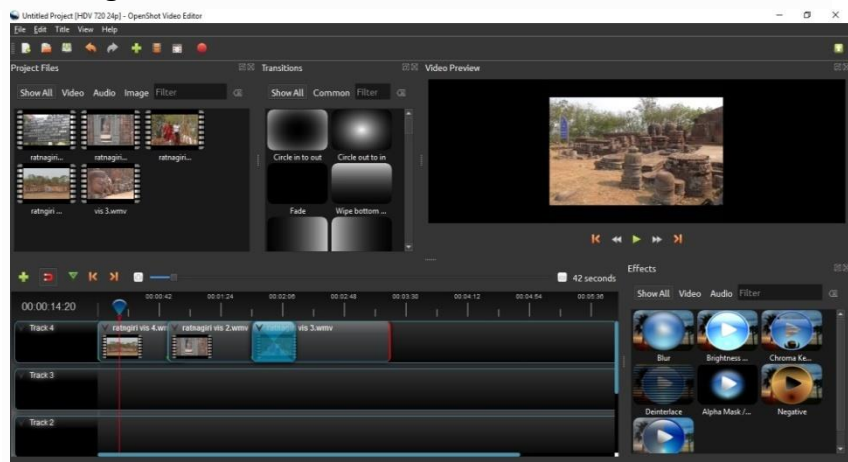 Untitled Project [HDV 720 24p] - OpenShot Video Editor
File Edit Title View Help
Project Files
Transitions
Video Preview
Show All Video Audio Image Filter
Show All Common Filter
ratnagiri...
ratnagiri...
ratnagiri...
ratngiri ...
vis 3.wmv
Circle in to out
Circle out to in
Fade
Wipe bottom ...
42 seconds
Effects
Show All Video Audio Filter
00:00:14:20
00:00:42 00:01:24 00:02:06 00:02:48 00:03:30 00:04:12 00:04:54 00:05:36
Track 4
ratngiri vis 4.wm
ratnagiri vis 2.wmv
vis 3.wmv
Track 3
Track 2
Blur
Brightness ...
Chroma Ke...
Deinterlace
Alpha Mask /...
Negative